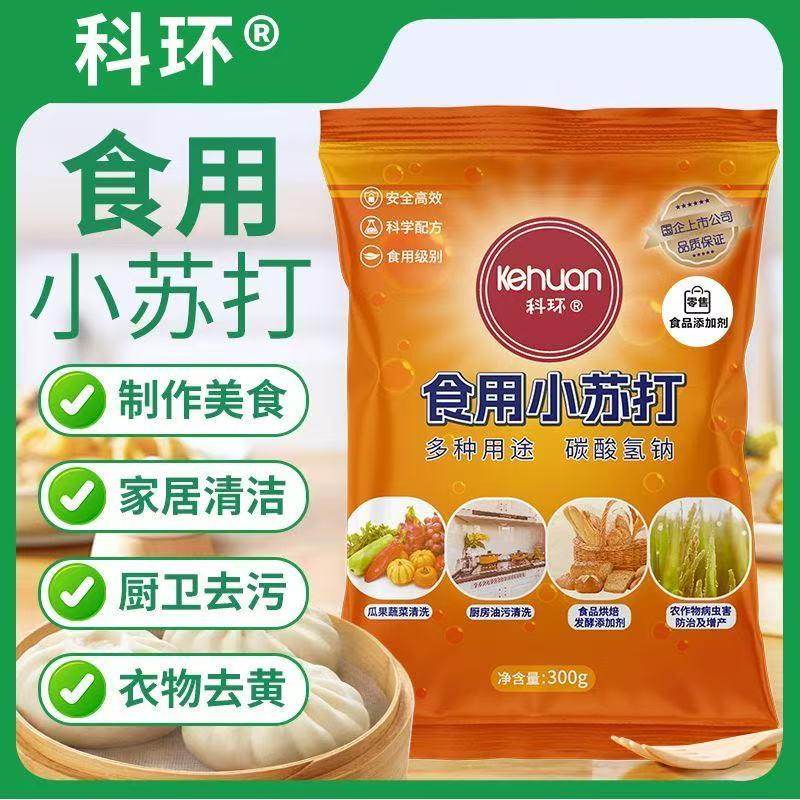 科环®
食用
小苏打
制作美食
家居清洁
厨卫去污
衣物去黄
安全高效
科学配方
食用级别
国企上市公司
品质保证
Kehuan
科环®
零售
食品添加剂
食用小苏打
多种用途 碳酸氢钠
瓜果蔬菜清洗
厨房油污清洗
食品烘焙
发酵添加剂
农作物病虫害
防治及增产
净含量:300g